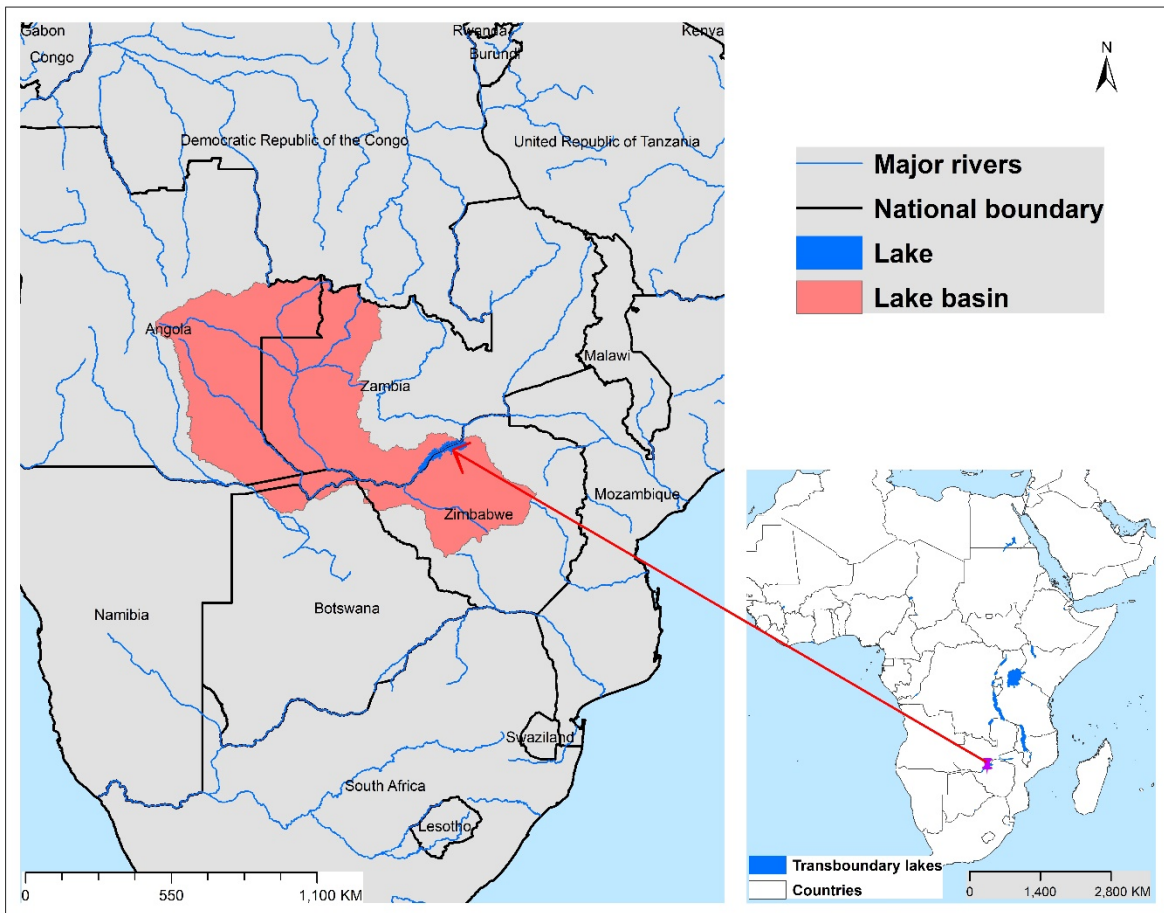 Gabon
Rwanda
Kenya
Congo
Burundi
Democratic Republic of the Congo
United Republic of Tanzania
Angola
Malawi
Zambia
Mozambique
Zimbabwe
Namibia
Botswana
Swaziland
South Africa
Lesotho
0 550 1,100 KM
N
Major rivers
National boundary
Lake
Lake basin
Transboundary lakes
Countries
0 1,400 2,800 KM